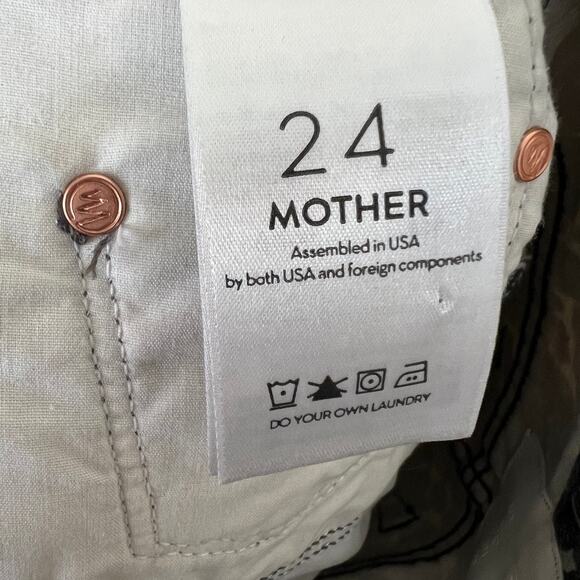 24
MOTHER
Assembled in USA
by both USA and foreign components
DO YOUR OWN LAUNDRY